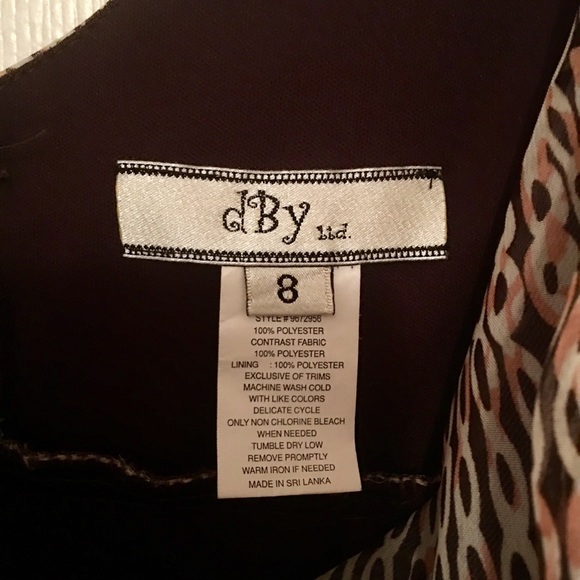 dBy Ltd.
8
STYLE # 9672956
100% POLYESTER
CONTRAST FABRIC
100% POLYESTER
LINING : 100% POLYESTER
EXCLUSIVE OF TRIMS
MACHINE WASH COLD
WITH LIKE COLORS
DELICATE CYCLE
ONLY NON CHLORINE BLEACH
WHEN NEEDED
TUMBLE DRY LOW
REMOVE PROMPTLY
WARM IRON IF NEEDED
MADE IN SRI LANKA